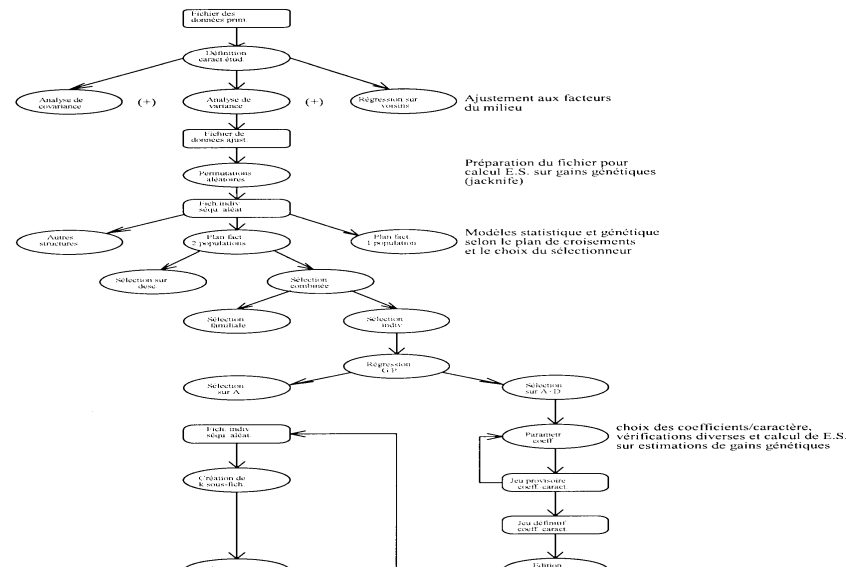 Fichier des
données prim.
Définition
caract étud
Analyse de
covariance
(+)
Analyse de
variance
(+)
Régression sur
voisins
Ajustement aux facteurs
du milieu
Fichier de
données ajust.
Permutations
aléatoires
Préparation du fichier pour
calcul E.S. sur gains génétiques
(jacknife)
Fich.indiv
séqu aléat
Autres
structures
Plan fact
2 populations
Plan fact
1 population
Modèles statistique et génétique
selon le plan de croisements
et le choix du sélectionneur
Sélection sur
desc
Sélection
combinée
Sélection
familiale
Sélection
indiv
Régression
G/P
Sélection
sur A
Sélection
sur A+D
Fich. indiv
séqu aléat
Parametr
coeff
choix des coefficients/caractère,
vérifications diverses et calcul de E.S.
sur estimations de gains génétiques
Création de
k sous-fich.
Jeu provisoire
coeff-caract
Jeu définitif
coeff caract
Edition